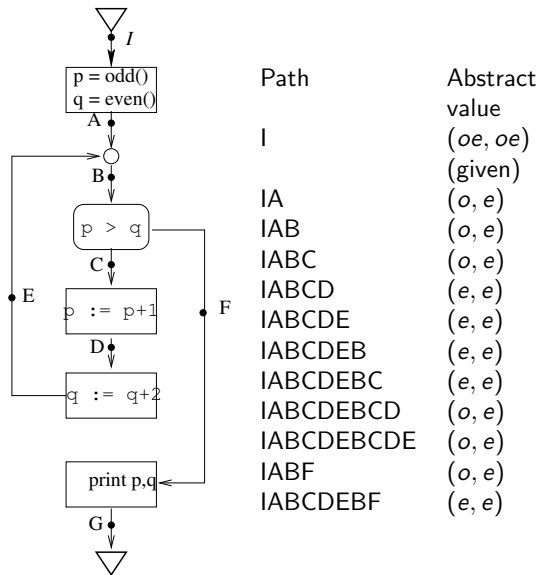 I
p = odd()
q = even()
A
B
p > q
C
E
F
p := p+1
D
q := q+2
print p,q
G
Path Abstract value
I (oe, oe) (given)
IA (o, e)
IAB (o, e)
IABC (o, e)
IABCD (e, e)
IABCDE (e, e)
IABCDEB (e, e)
IABCDEBC (e, e)
IABCDEBCD (o, e)
IABCDEBCDE (o, e)
IABF (o, e)
IABCDEBF (e, e)